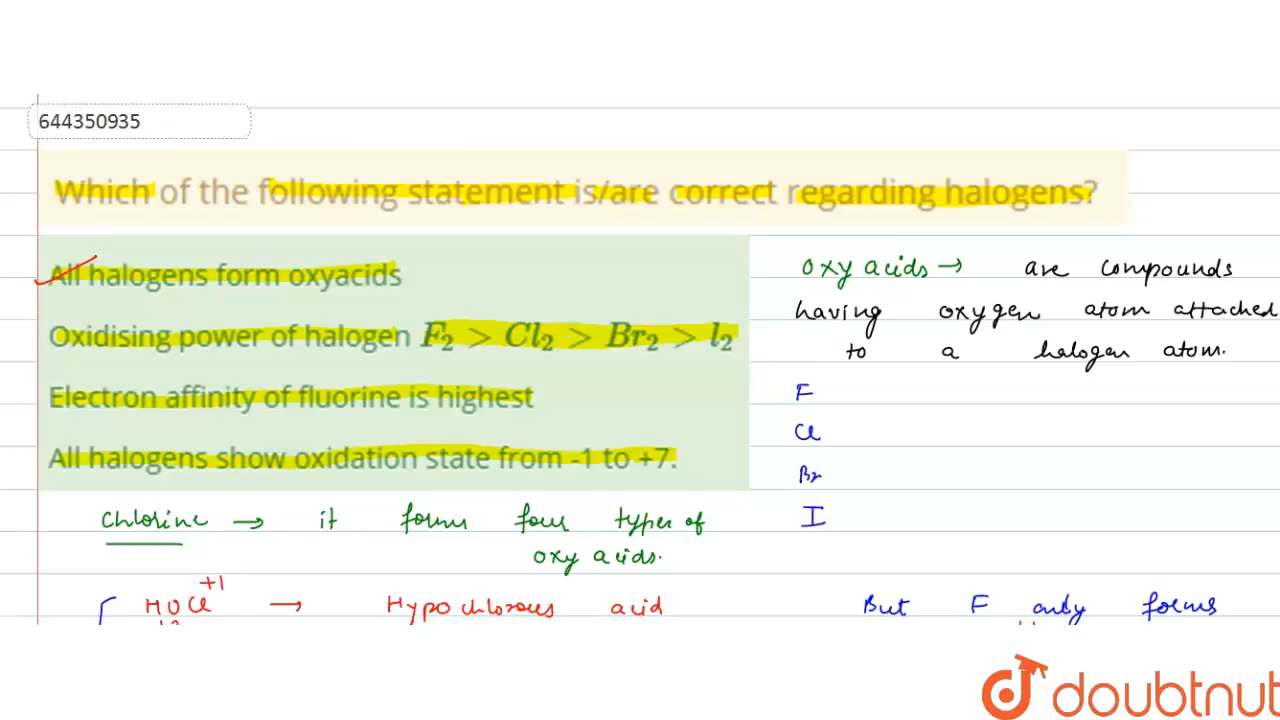 644350935
Which of the following statement is/are correct regarding halogens?
All halogens form oxyacids
Oxidising power of halogen F₂ > Cl₂ > Br₂ > l₂
Electron affinity of fluorine is highest
All halogens show oxidation state from -1 to +7.
Oxy acids → are compounds
having oxygen atom attached
to a halogen atom.
F
Cl
Br
I
Chlorine → it forms four types of
oxy acids.
+1
HOCl → Hypochlorous acid
But F only forms
doubtnut